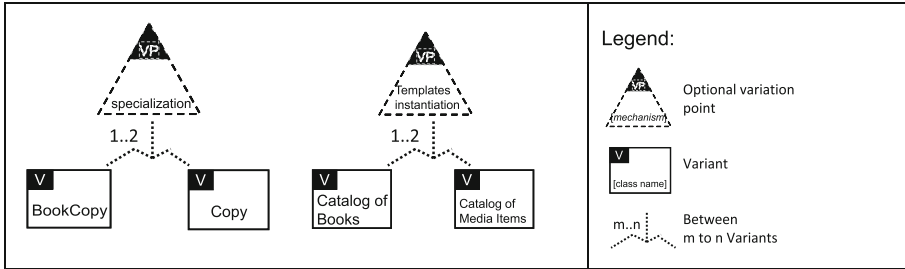 VP
specialization
1..2
V
BookCopy
V
Copy
VP
Templates
instantiation
1..2
V
Catalog of
Books
V
Catalog of
Media Items
Legend:
VP
[mechanism]
Optional variation
point
V
[class name]
Variant
m..n
Between
m to n Variants